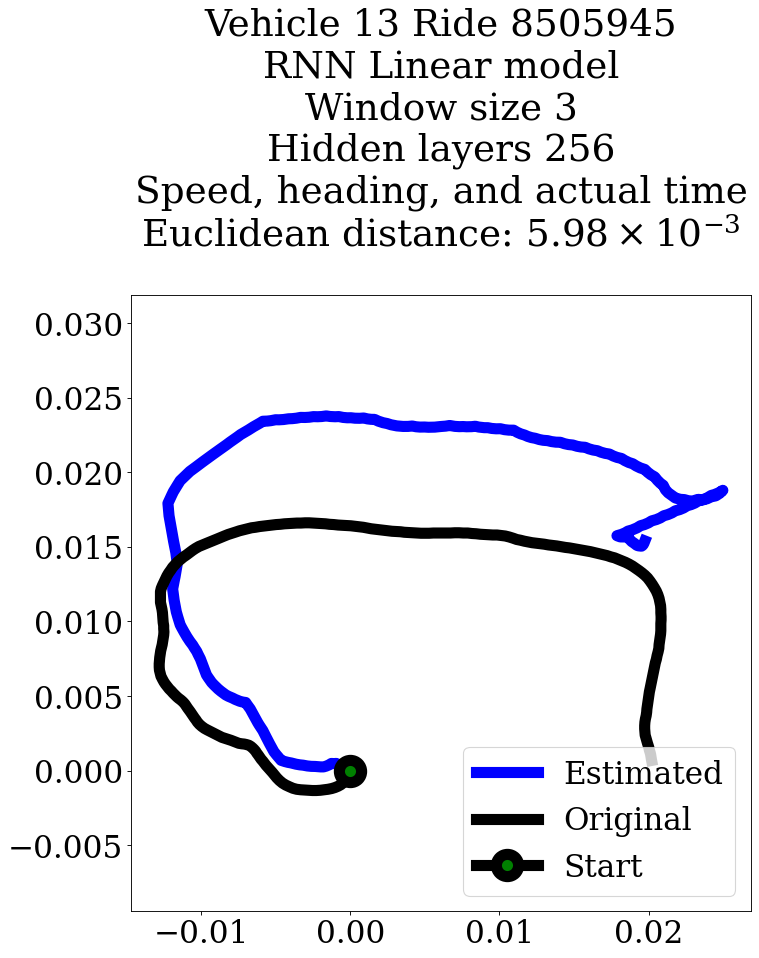 Vehicle 13 Ride 8505945
RNN Linear model
Window size 3
Hidden layers 256
Speed, heading, and actual time
Euclidean distance: 5.98 × 10⁻³
0.030
0.025
0.020
0.015
0.010
0.005
0.000
−0.005
−0.01 0.00 0.01 0.02
Estimated
Original
Start